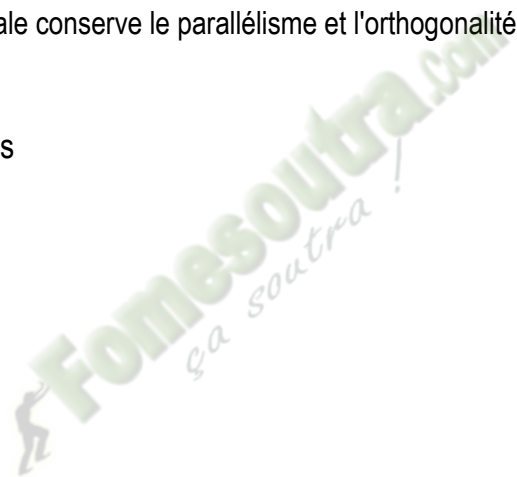 ale conserve le parallélisme et l'orthogonalité
s
Fomesoutra.com
ça soutra !